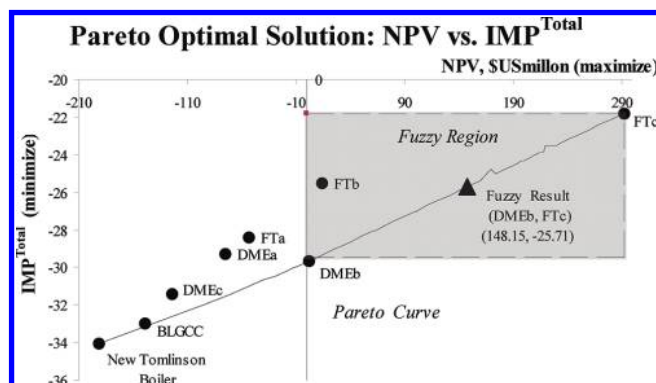 Pareto Optimal Solution: NPV vs. IMP^Total
NPV, $USmillon (maximize)
-20
0
-210
-110
-10
90
190
290
-22
-24
-26
-28
-30
-32
-34
-36
IMP^Total (minimize)
Fuzzy Region
FTc
FTb
Fuzzy Result
(DMEb, FTc)
(148.15, -25.71)
FTa
DMEa
DMEb
DMEc
Pareto Curve
BLGCC
New Tomlinson
Boiler